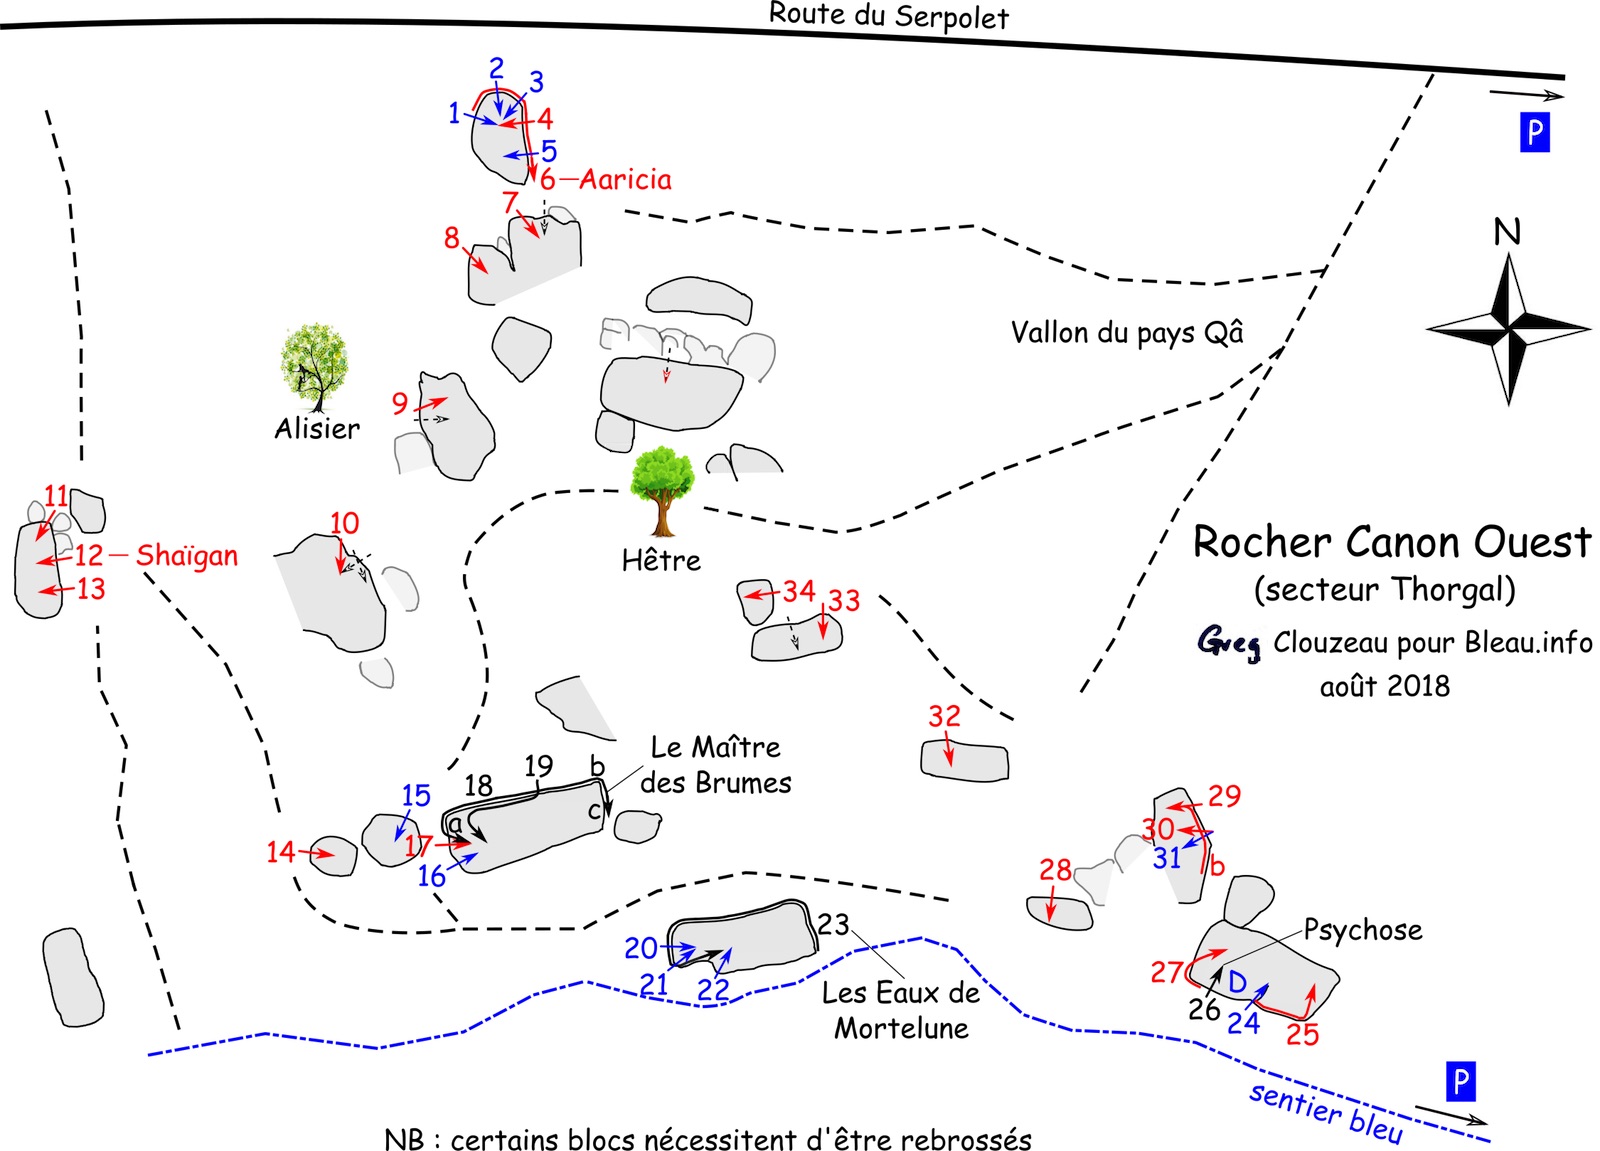 Route du Serpolet
P
2
3
1
4
5
6 – Aaricia
7
8
N
Vallon du pays Qâ
9
Alisier
11
10
12 – Shaïgan
13
Hêtre
Rocher Canon Ouest
(secteur Thorgal)
Greg Clouzeau pour Bleau.info
août 2018
34
33
32
Le Maître
des Brumes
b
19
18
15
c
a
17
14
16
29
30
31
b
28
23
20
21
22
Psychose
27
D
26
24
25
Les Eaux de
Mortelune
P
sentier bleu
NB : certains blocs nécessitent d'être rebrossés